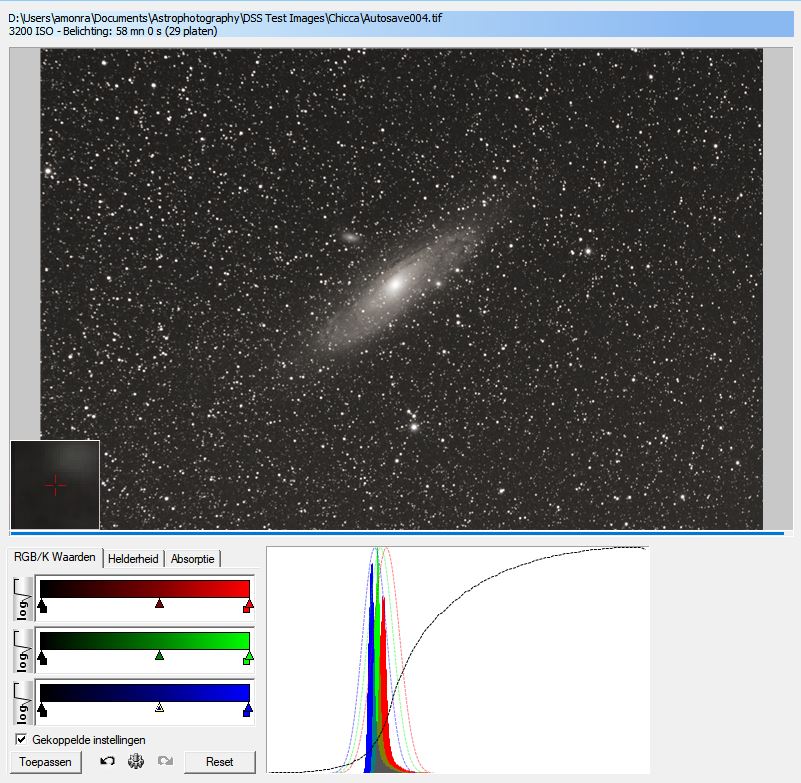 D:\Users\amonra\Documents\Astrophotography\DSS Test Images\Chicca\Autosave004.tif
3200 ISO - Belichting: 58 mn 0 s (29 platen)
RGB/K Waarden Helderheid Absorptie
log
log
log
Gekoppelde instellingen
Toepassen Reset